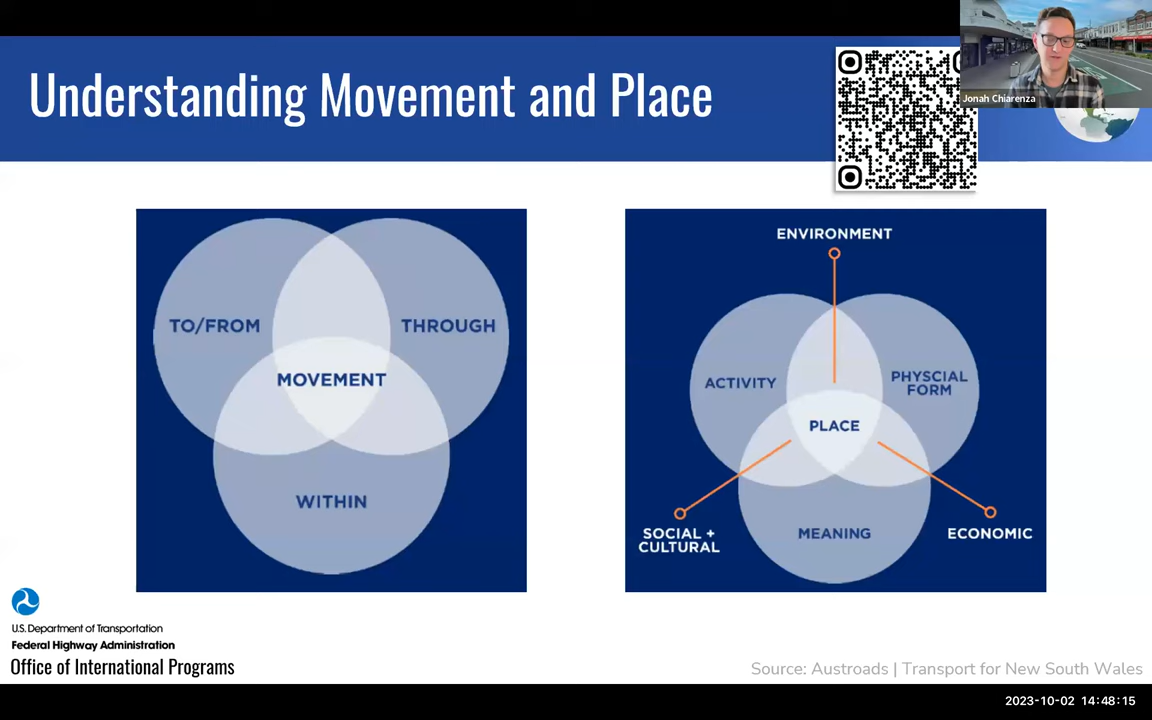 Understanding Movement and Place
Jonah Chiarenza
TO/FROM
THROUGH
MOVEMENT
WITHIN
ENVIRONMENT
ACTIVITY
PHYSCIAL
FORM
PLACE
SOCIAL +
CULTURAL
MEANING
ECONOMIC
U.S. Department of Transportation
Federal Highway Administration
Office of International Programs
Source: Austroads | Transport for New South Wales
2023-10-02 14:48:15